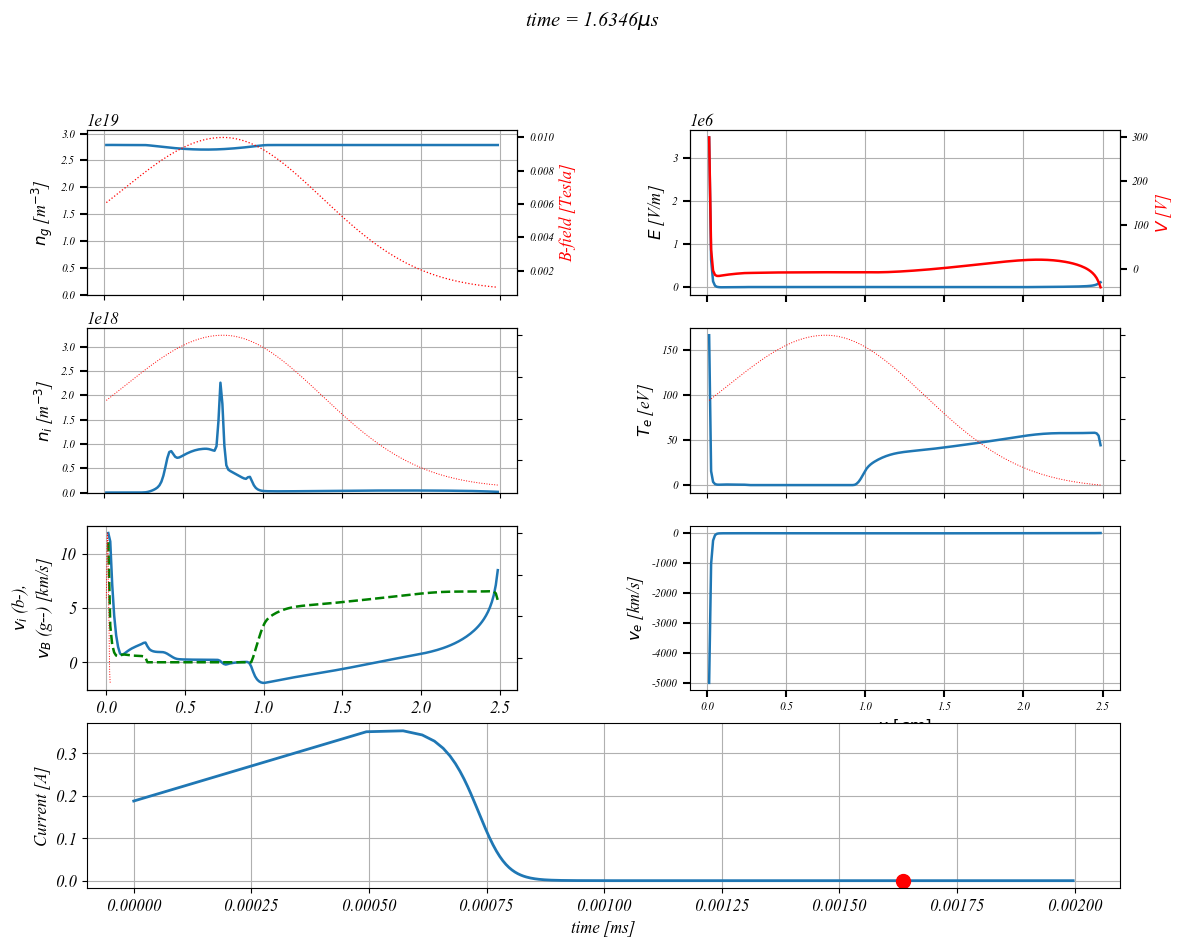 time = 1.6346μs
1e19
3.0
2.5
2.0
1.5
1.0
0.5
0.0
n_g [m^{-3}]
0.010
0.008
0.006
0.004
0.002
B-field [Tesla]
1e6
3
2
1
0
E [V/m]
300
200
100
0
V [V]
1e18
3.0
2.5
2.0
1.5
1.0
0.5
0.0
n_i [m^{-3}]
150
100
50
0
T_e [eV]
10
5
0
v_i (b-),
v_B (g--) [km/s]
0.0 0.5 1.0 1.5 2.0 2.5
0
-1000
-2000
-3000
-4000
-5000
v_e [km/s]
0.0 0.5 1.0 1.5 2.0 2.5
0.3
0.2
0.1
0.0
Current [A]
0.00000 0.00025 0.00050 0.00075 0.00100 0.00125 0.00150 0.00175 0.00200
time [ms]